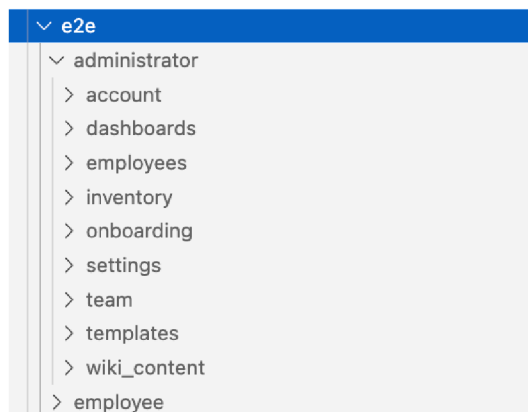 e2e
administrator
account
dashboards
employees
inventory
onboarding
settings
team
templates
wiki_content
employee